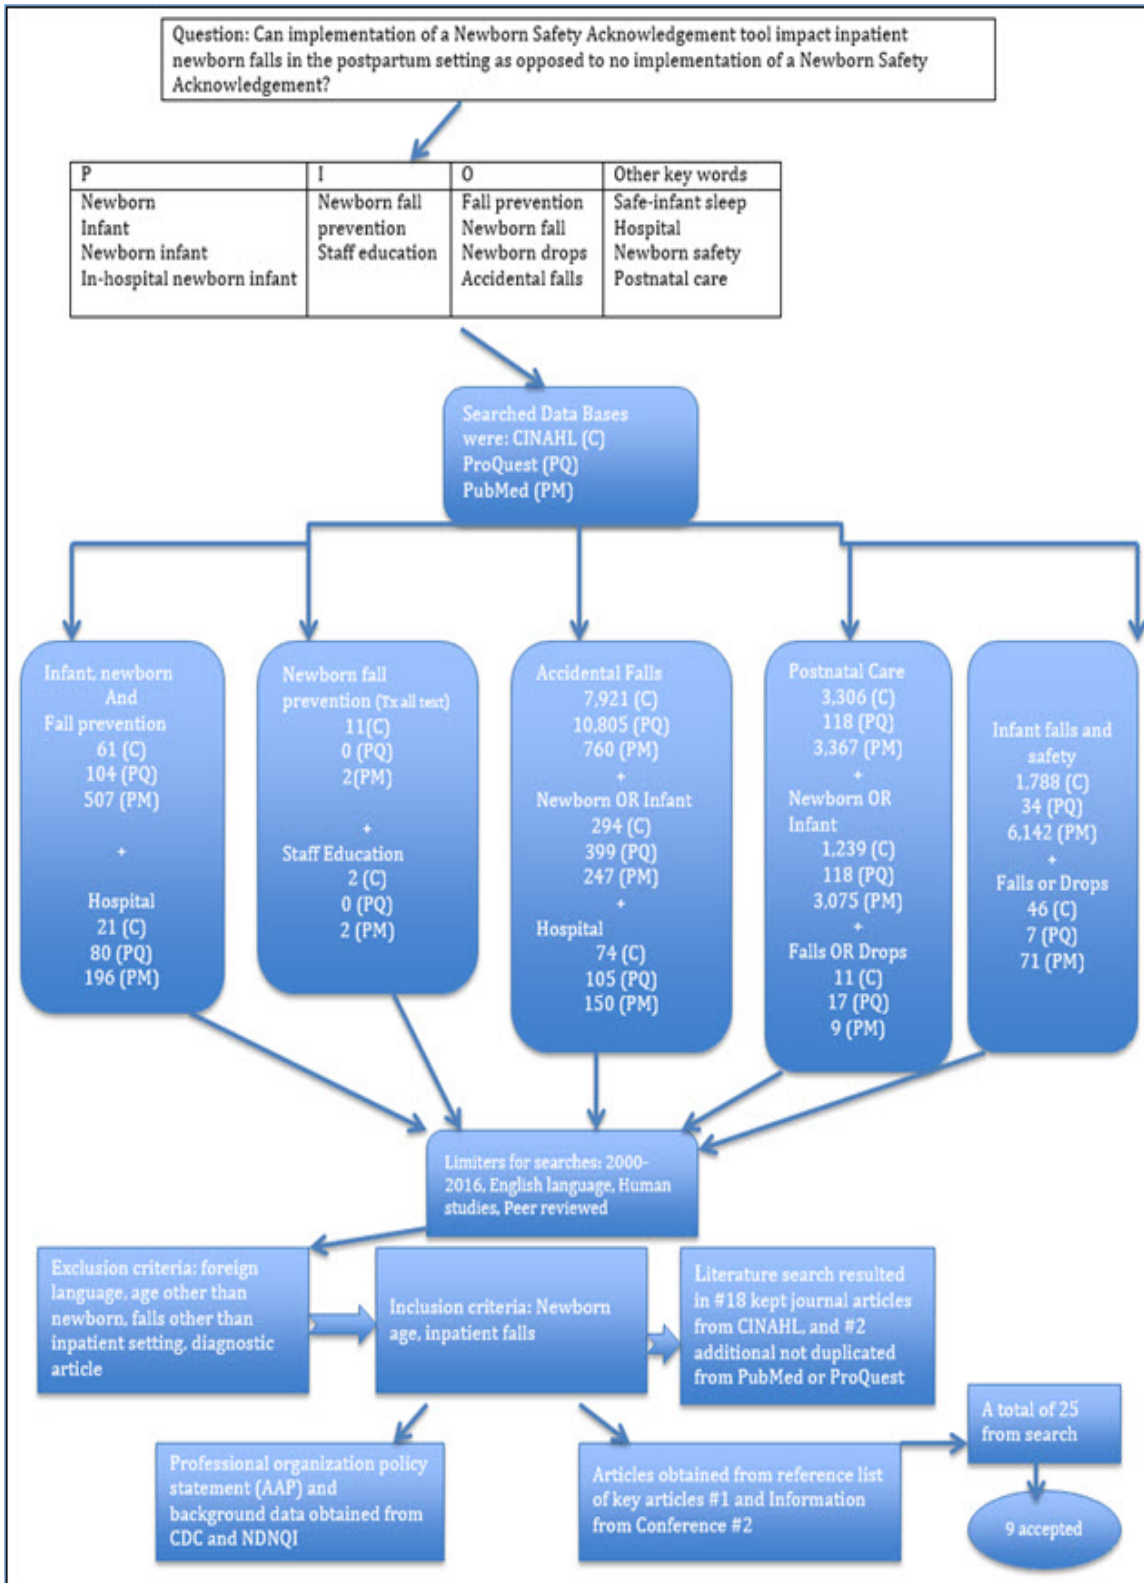 Question: Can implementation of a Newborn Safety Acknowledgement tool impact inpatient
newborn falls in the postpartum setting as opposed to no implementation of a Newborn Safety
Acknowledgement?
P
Newborn
Infant
Newborn infant
In-hospital newborn infant
I
Newborn fall
prevention
Staff education
O
Fall prevention
Newborn fall
Newborn drops
Accidental falls
Other key words
Safe-infant sleep
Hospital
Newborn safety
Postnatal care
Searched Data Bases
were: CINAHL (C)
ProQuest (PQ)
PubMed (PM)
Infant, newborn
And
Fall prevention
61 (C)
104 (PQ)
507 (PM)
+
Hospital
21 (C)
80 (PQ)
196 (PM)
Newborn fall
prevention (Tx all text)
11(C)
0 (PQ)
2(PM)
+
Staff Education
2 (C)
0 (PQ)
2 (PM)
Accidental Falls
7,921 (C)
10,805 (PQ)
760 (PM)
+
Newborn OR Infant
294 (C)
399 (PQ)
247 (PM)
+
Hospital
74 (C)
105 (PQ)
150 (PM)
Postnatal Care
3,306 (C)
118 (PQ)
3,367 (PM)
+
Newborn OR
Infant
1,239 (C)
118 (PQ)
3,075 (PM)
+
Falls OR Drops
11 (C)
17 (PQ)
9 (PM)
Infant falls and
safety
1,788 (C)
34 (PQ)
6,142 (PM)
+
Falls or Drops
46 (C)
7 (PQ)
71 (PM)
Limiters for searches: 2000-
2016, English language, Human
studies, Peer reviewed
Exclusion criteria: foreign
language, age other than
newborn, falls other than
inpatient setting, diagnostic
article
Inclusion criteria: Newborn
age, inpatient falls
Literature search resulted
in #18 kept journal articles
from CINAHL, and #2
additional not duplicated
from PubMed or ProQuest
Professional organization policy
statement (AAP) and
background data obtained from
CDC and NDNQI
Articles obtained from reference list
of key articles #1 and Information
from Conference #2
A total of 25
from search
9 accepted